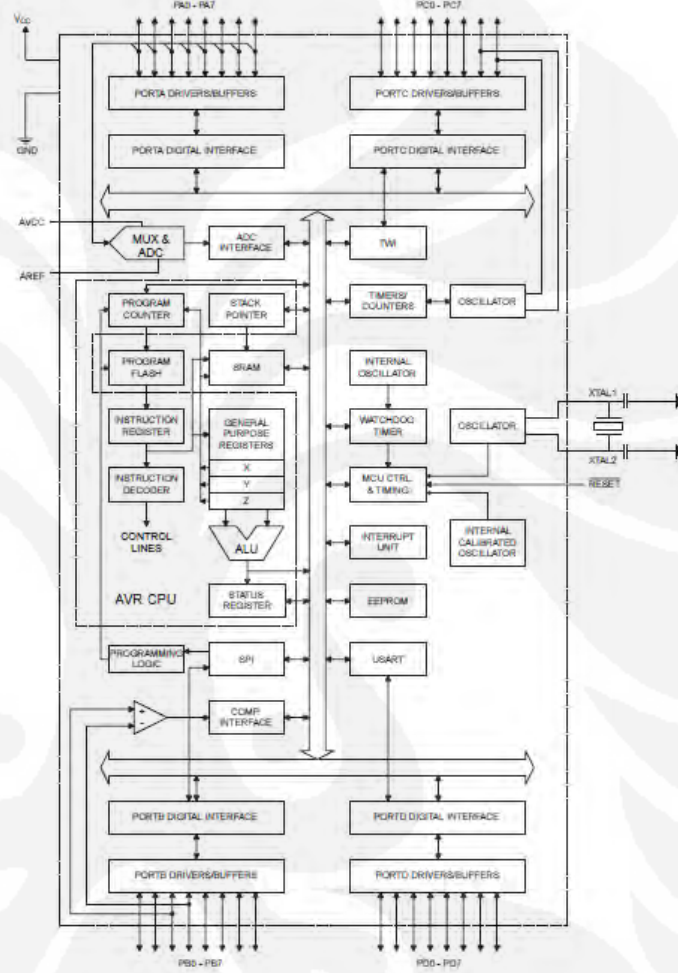 PA0 - PA7
PC0 - PC7
VCC
GND
PORTA DRIVERS/BUFFERS
PORTC DRIVERS/BUFFERS
PORTA DIGITAL INTERFACE
PORTC DIGITAL INTERFACE
AVCC
MUX &
ADC
ADC
INTERFACE
TWI
AREF
PROGRAM
COUNTER
STACK
POINTER
TIMERS/
COUNTERS
OSCILLATOR
PROGRAM
FLASH
SRAM
INTERNAL
OSCILLATOR
XTAL1
INSTRUCTION
REGISTER
GENERAL
PURPOSE
REGISTERS
WATCHDOG
TIMER
OSCILLATOR
XTAL2
X
INSTRUCTION
DECODER
Y
Z
MCU CTRL.
& TIMING
RESET
CONTROL
LINES
ALU
INTERRUPT
UNIT
INTERNAL
CALIBRATED
OSCILLATOR
AVR CPU
STATUS
REGISTER
EEPROM
PROGRAMMING
LOGIC
SPI
USART
+
-
COMP.
INTERFACE
PORTB DIGITAL INTERFACE
PORTD DIGITAL INTERFACE
PORTB DRIVERS/BUFFERS
PORTD DRIVERS/BUFFERS
PB0 - PB7
PD0 - PD7